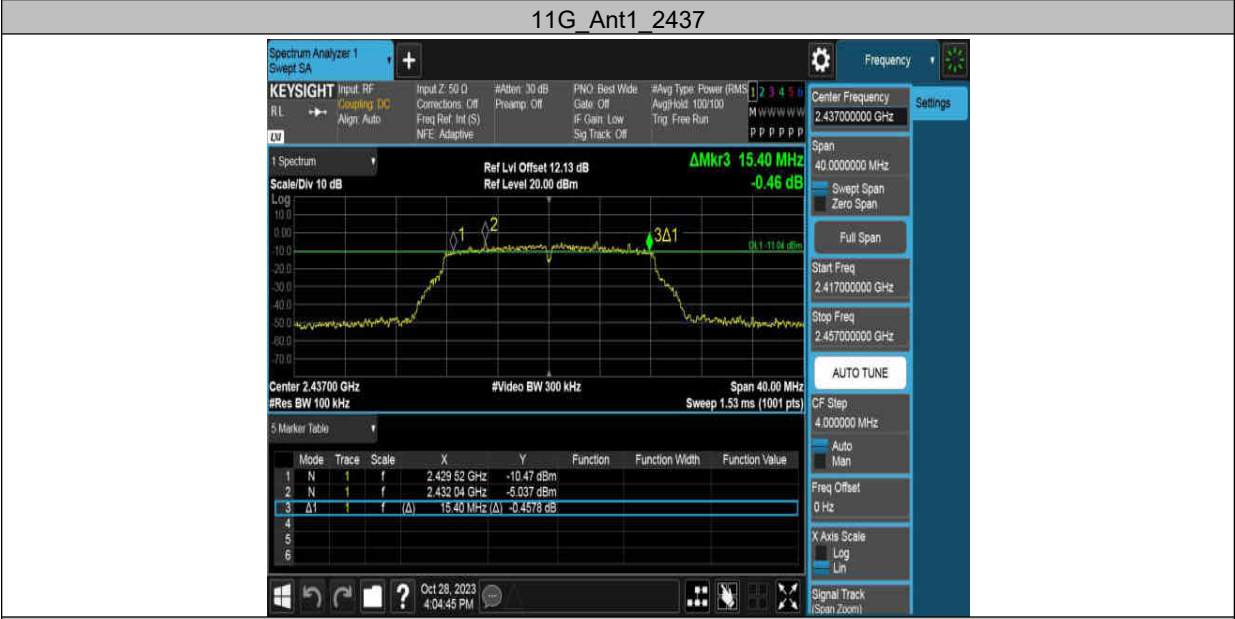 11G_Ant1_2437
Spectrum Analyzer 1
Swept SA
+
Frequency
KEYSIGHT
RL
Input: RF
Coupling: DC
Align: Auto
Input Z: 50 Ω
Corrections: Off
Freq Ref: Int (S)
NFE: Adaptive
#Atten: 30 dB
Preamp: Off
PNO: Best Wide
Gate: Off
IF Gain: Low
Sig Track: Off
#Avg Type: Power (RMS
Avg|Hold: 100/100
Trig: Free Run
1 2 3 4 5 6
M W W W W W
P P P P P P
1 Spectrum
Scale/Div 10 dB
Ref Lvl Offset 12.13 dB
Ref Level 20.00 dBm
ΔMkr3 15.40 MHz
-0.46 dB
Log
10.0
0.00
-10.0
-20.0
-30.0
-40.0
-50.0
-60.0
-70.0
1
2
3Δ1
DL1 -11.04 dBm
Center 2.43700 GHz
#Res BW 100 kHz
#Video BW 300 kHz
Span 40.00 MHz
Sweep 1.53 ms (1001 pts)
5 Marker Table
Mode Trace Scale X Y Function Function Width Function Value
1 N 1 f 2.429 52 GHz -10.47 dBm
2 N 1 f 2.432 04 GHz -5.037 dBm
3 Δ1 1 f (Δ) 15.40 MHz (Δ) -0.4578 dB
4
5
6
?
Oct 28, 2023
4:04:45 PM
Center Frequency
2.437000000 GHz
Settings
Span
40.0000000 MHz
Swept Span
Zero Span
Full Span
Start Freq
2.417000000 GHz
Stop Freq
2.457000000 GHz
AUTO TUNE
CF Step
4.000000 MHz
Auto
Man
Freq Offset
0 Hz
X Axis Scale
Log
Lin
Signal Track
(Span Zoom)